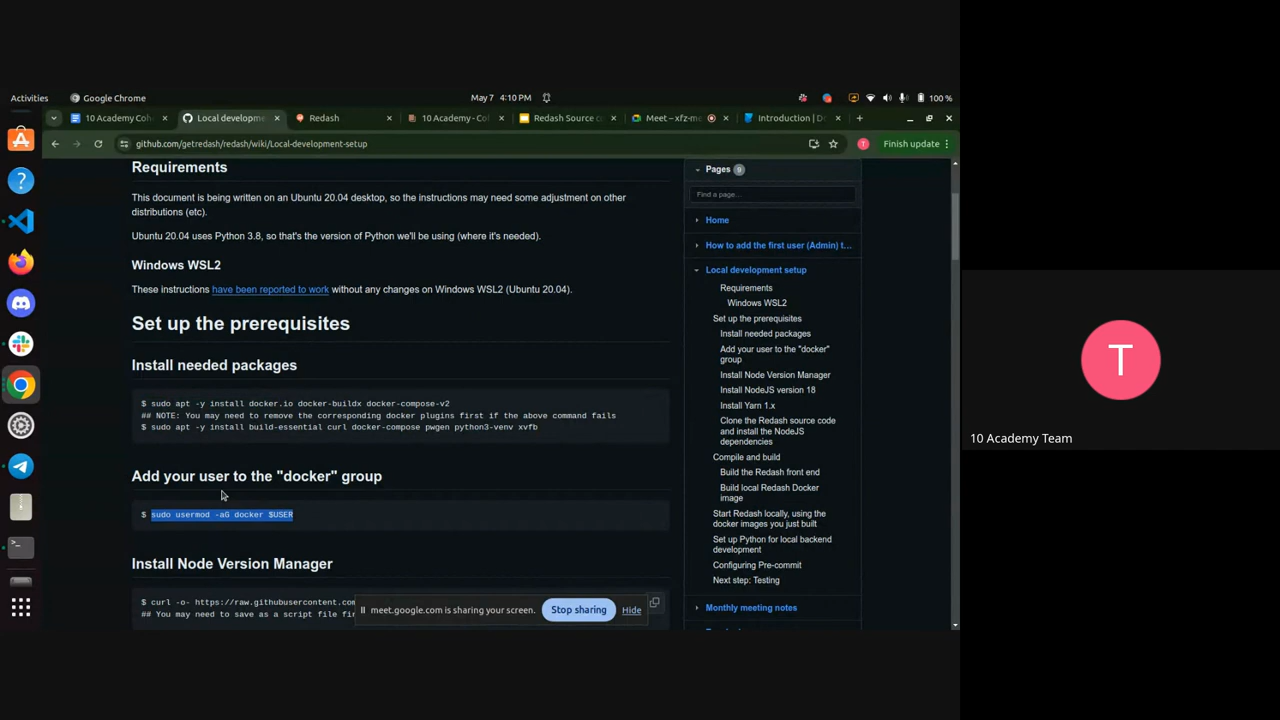 Activities
Google Chrome
May 7 4:10 PM
100 %
10 Academy Coh
Local developme
Redash
10 Academy - Co
Redash Source c
Meet – xfz-m
Introduction | D
github.com/getredash/redash/wiki/Local-development-setup
T
Finish update
Requirements
This document is being written on an Ubuntu 20.04 desktop, so the instructions may need some adjustment on other
distributions (etc).
Ubuntu 20.04 uses Python 3.8, so that's the version of Python we'll be using (where it's needed).
Windows WSL2
These instructions have been reported to work without any changes on Windows WSL2 (Ubuntu 20.04).
Set up the prerequisites
Install needed packages
$ sudo apt -y install docker.io docker-buildx docker-compose-v2
## NOTE: You may need to remove the corresponding docker plugins first if the above command fails
$ sudo apt -y install build-essential curl docker-compose pwgen python3-venv xvfb
Add your user to the "docker" group
$ sudo usermod -aG docker $USER
Install Node Version Manager
$ curl -o- https://raw.githubusercontent.com
## You may need to save as a script file fi
meet.google.com is sharing your screen.
Stop sharing
Hide
Pages 9
Find a page...
Home
How to add the first user (Admin) t...
Local development setup
Requirements
Windows WSL2
Set up the prerequisites
Install needed packages
Add your user to the "docker"
group
Install Node Version Manager
Install NodeJS version 18
Install Yarn 1.x
Clone the Redash source code
and install the NodeJS
dependencies
Compile and build
Build the Redash front end
Build local Redash Docker
image
Start Redash locally, using the
docker images you just built
Set up Python for local backend
development
Configuring Pre-commit
Next step: Testing
Monthly meeting notes
T
10 Academy Team